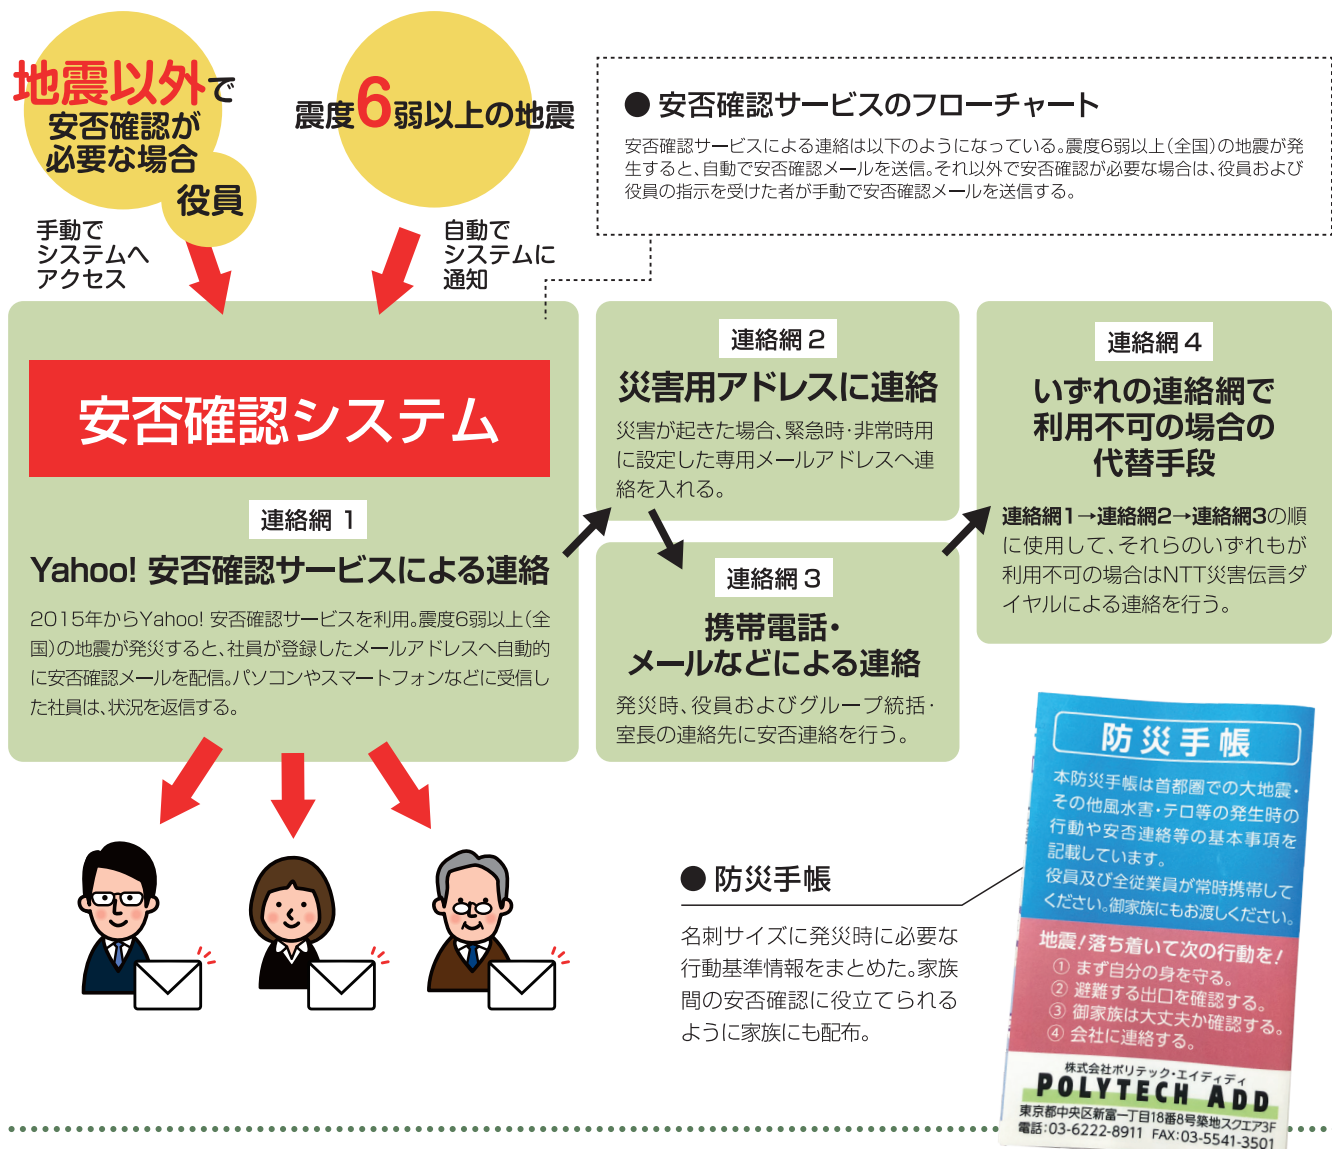 地震以外で
安否確認が
必要な場合
役員
手動で
システムへ
アクセス
震度6弱以上の地震
自動で
システムに
通知
● 安否確認サービスのフローチャート
安否確認サービスによる連絡は以下のようになっている。震度6弱以上(全国)の地震が発
生すると、自動で安否確認メールを送信。それ以外で安否確認が必要な場合は、役員および
役員の指示を受けた者が手動で安否確認メールを送信する。
安否確認システム
連絡網 1
Yahoo! 安否確認サービスによる連絡
2015年からYahoo! 安否確認サービスを利用。震度6弱以上(全
国)の地震が発災すると、社員が登録したメールアドレスへ自動的
に安否確認メールを配信。パソコンやスマートフォンなどに受信し
た社員は、状況を返信する。
連絡網 2
災害用アドレスに連絡
災害が起きた場合、緊急時・非常時用
に設定した専用メールアドレスへ連
絡を入れる。
連絡網 3
携帯電話・
メールなどによる連絡
発災時、役員およびグループ統括・
室長の連絡先に安否連絡を行う。
連絡網 4
いずれの連絡網で
利用不可の場合の
代替手段
連絡網1→連絡網2→連絡網3の順
に使用して、それらのいずれもが
利用不可の場合はNTT災害伝言ダ
イヤルによる連絡を行う。
● 防災手帳
名刺サイズに発災時に必要な
行動基準情報をまとめた。家族
間の安否確認に役立てられる
ように家族にも配布。
防災手帳
本防災手帳は首都圏での大地震・
その他風水害・テロ等の発生時の
行動や安否連絡等の基本事項を
記載しています。
役員及び全従業員が常時携帯して
ください。御家族にもお渡しください。
地震!落ち着いて次の行動を!
① まず自分の身を守る。
② 避難する出口を確認する。
③ 御家族は大丈夫か確認する。
④ 会社に連絡する。
株式会社ポリテック・エイディディ
POLYTECH ADD
東京都中央区新富一丁目18番8号築地スクエア3F
電話:03-6222-8911 FAX:03-5541-3501